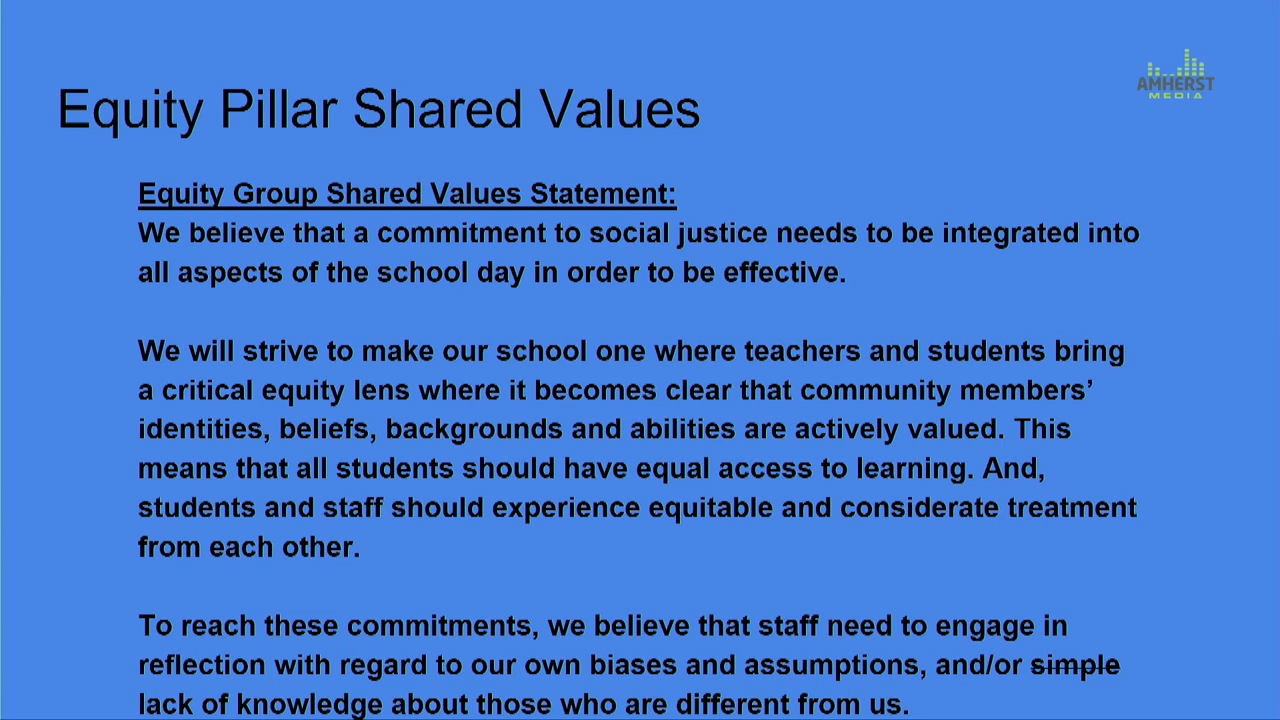 AMHERST
MEDIA
Equity Pillar Shared Values
Equity Group Shared Values Statement:
We believe that a commitment to social justice needs to be integrated into
all aspects of the school day in order to be effective.
We will strive to make our school one where teachers and students bring
a critical equity lens where it becomes clear that community members’
identities, beliefs, backgrounds and abilities are actively valued. This
means that all students should have equal access to learning. And,
students and staff should experience equitable and considerate treatment
from each other.
To reach these commitments, we believe that staff need to engage in
reflection with regard to our own biases and assumptions, and/or simple
lack of knowledge about those who are different from us.